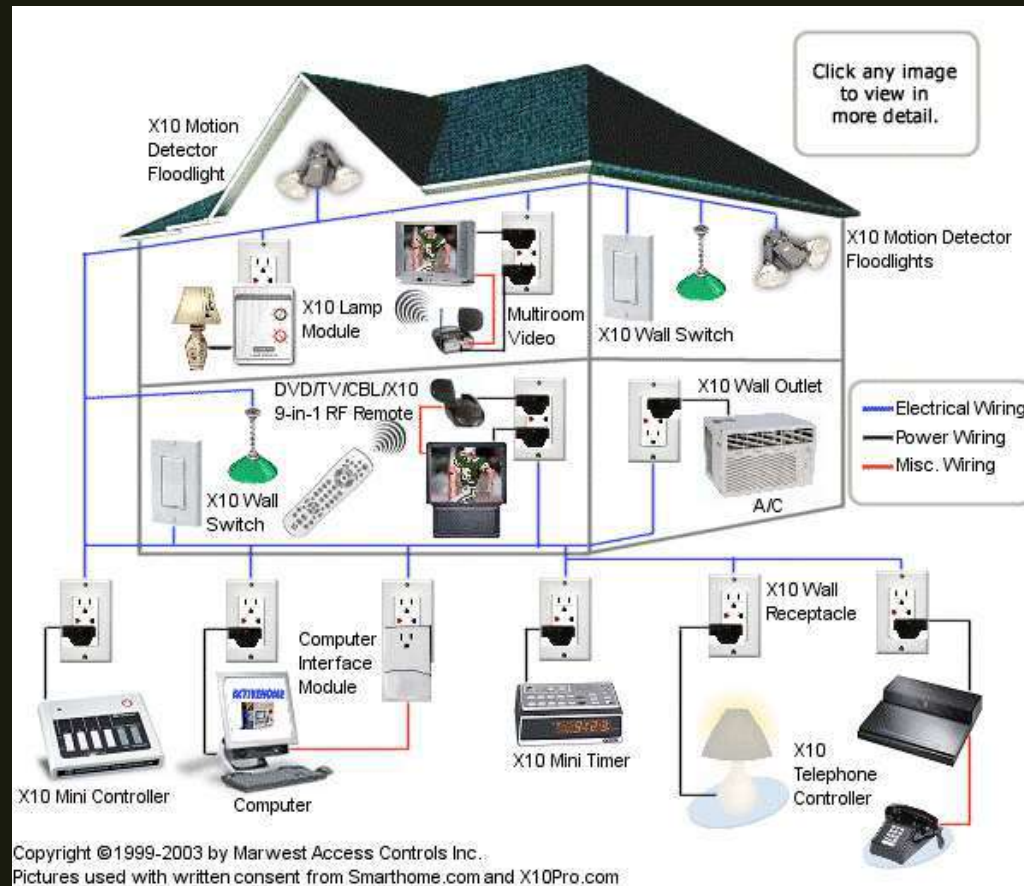 Click any image
to view in
more detail.
X10 Motion
Detector
Floodlight
X10 Motion Detector
Floodlights
X10 Lamp
Module
Multiroom
Video
X10 Wall Switch
DVD/TV/CBL/X10
9-in-1 RF Remote
X10 Wall Outlet
Electrical Wiring
Power Wiring
Misc. Wiring
X10 Wall
Switch
A/C
Computer
Interface
Module
X10 Wall
Receptacle
ACTIVEHOME
X10 Mini Controller
Computer
X10 Mini Timer
X10
Telephone
Controller
Copyright ©1999-2003 by Marwest Access Controls Inc.
Pictures used with written consent from Smarthome.com and X10Pro.com